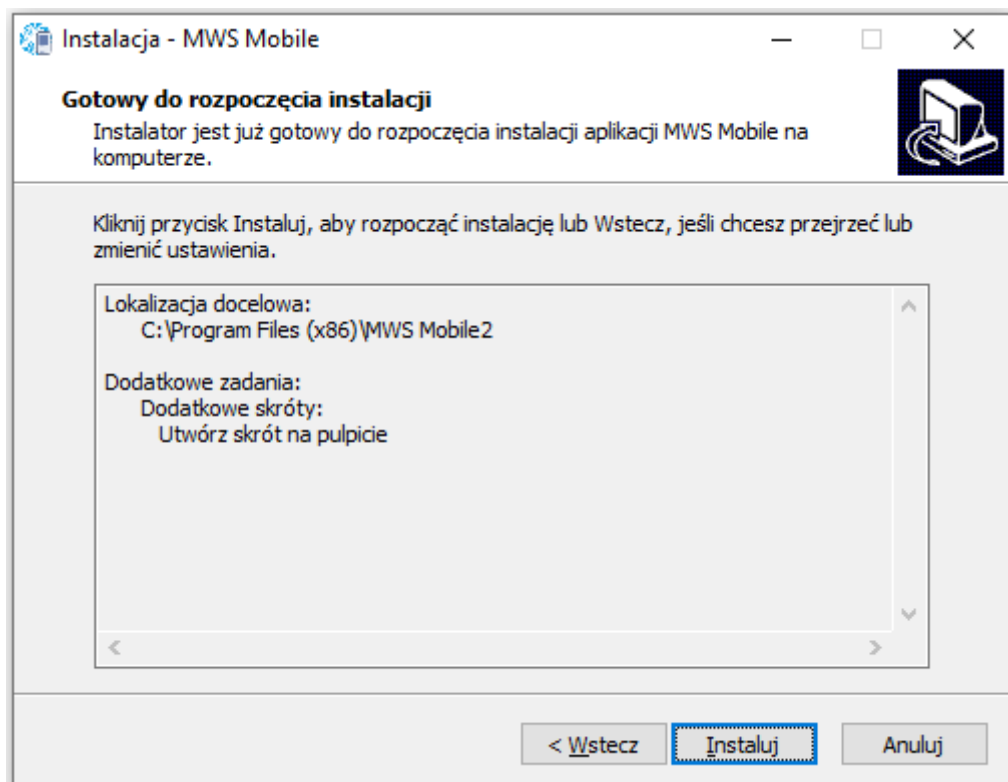 Instalacja - MWS Mobile
Gotowy do rozpoczęcia instalacji
Instalator jest już gotowy do rozpoczęcia instalacji aplikacji MWS Mobile na
komputerze.
Kliknij przycisk Instaluj, aby rozpocząć instalację lub Wstecz, jeśli chcesz przejrzeć lub
zmienić ustawienia.
Lokalizacja docelowa:
C:\Program Files (x86)\MWS Mobile2
Dodatkowe zadania:
Dodatkowe skróty:
Utwórz skrót na pulpicie
< Wstecz
Instaluj
Anuluj